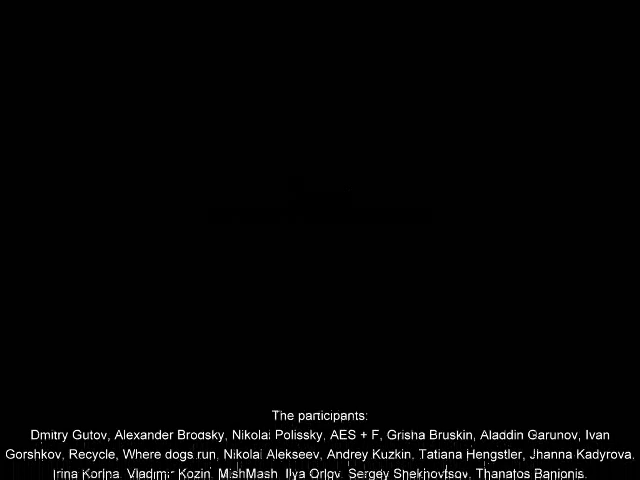 The participants:
Dmitry Gutov, Alexander Brodsky, Nikolai Polissky, AES + F, Grisha Bruskin, Aladdin Garunov, Ivan
Gorshkov, Recycle, Where dogs run, Nikolai Alekseev, Andrey Kuzkin, Tatiana Hengstler, Jhanna Kadyrova,
Irina Korina, Vladimir Kozin, MishMash, Ilya Orlov, Sergey Shekhovtsov, Thanatos Banionis.